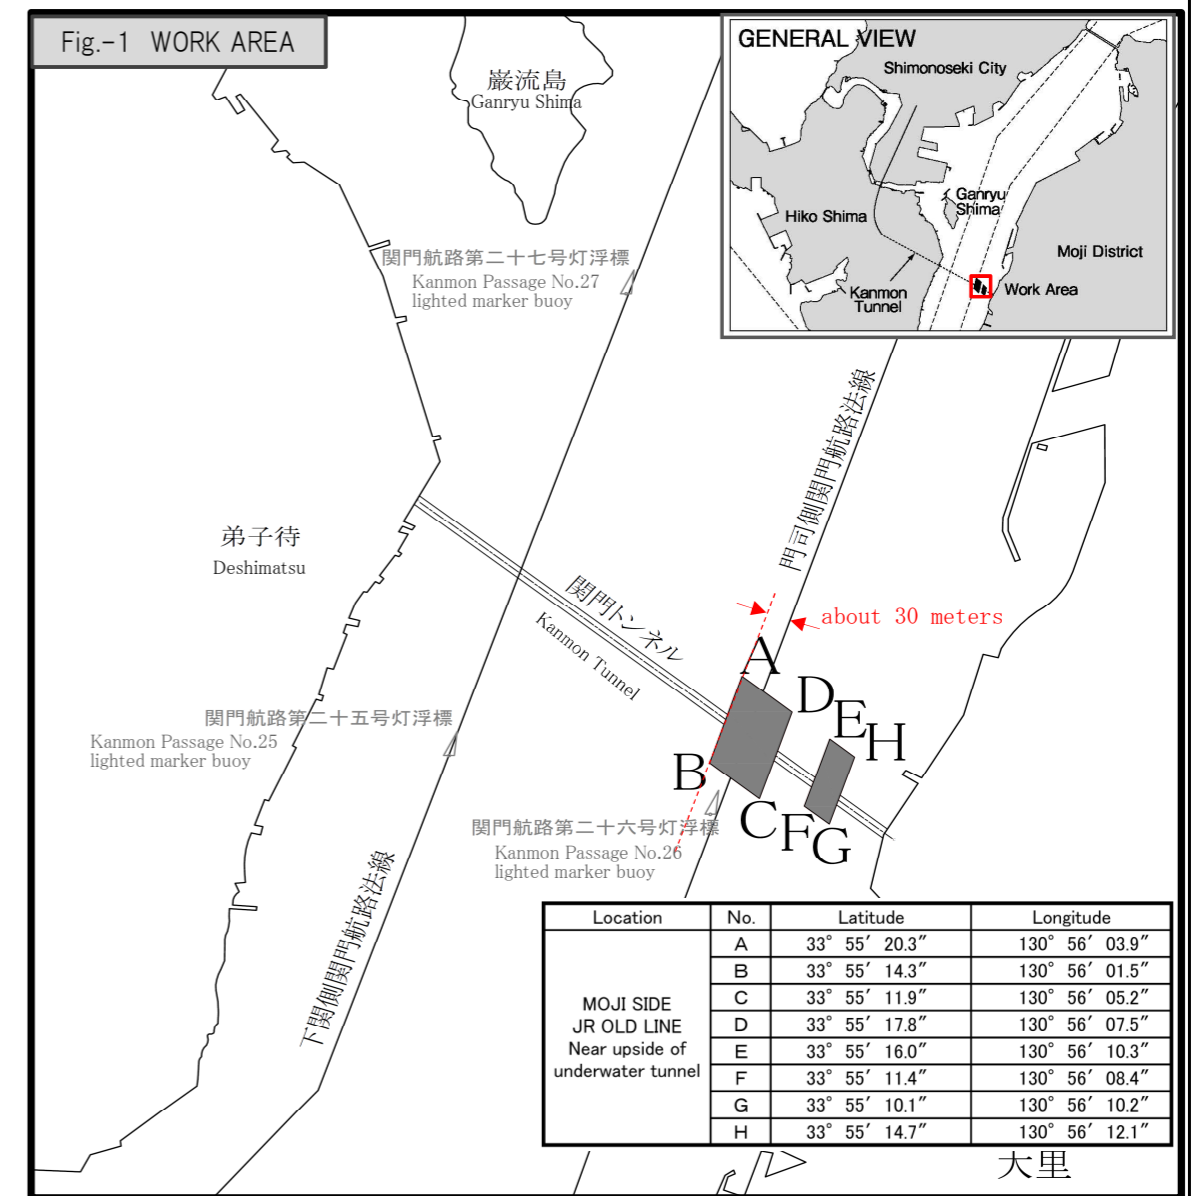 Fig.-1 WORK AREA
GENERAL VIEW
Shimonoseki City
Ganryu
Shima
Hiko Shima
Moji District
Kanmon
Tunnel
Work Area
巌流島
Ganryu Shima
関門航路第二十七号灯浮標
Kanmon Passage No.27
lighted marker buoy
門司側関門航路法線
弟子待
Deshimatsu
関門トンネル
Kanmon Tunnel
about 30 meters
A
D
E
H
B
C
F
G
関門航路第二十五号灯浮標
Kanmon Passage No.25
lighted marker buoy
関門航路第二十六号灯浮標
Kanmon Passage No.26
lighted marker buoy
下関側関門航路法線
Location No. Latitude Longitude
MOJI SIDE
JR OLD LINE
Near upside of
underwater tunnel
A 33° 55′ 20.3″ 130° 56′ 03.9″
B 33° 55′ 14.3″ 130° 56′ 01.5″
C 33° 55′ 11.9″ 130° 56′ 05.2″
D 33° 55′ 17.8″ 130° 56′ 07.5″
E 33° 55′ 16.0″ 130° 56′ 10.3″
F 33° 55′ 11.4″ 130° 56′ 08.4″
G 33° 55′ 10.1″ 130° 56′ 10.2″
H 33° 55′ 14.7″ 130° 56′ 12.1″
大里